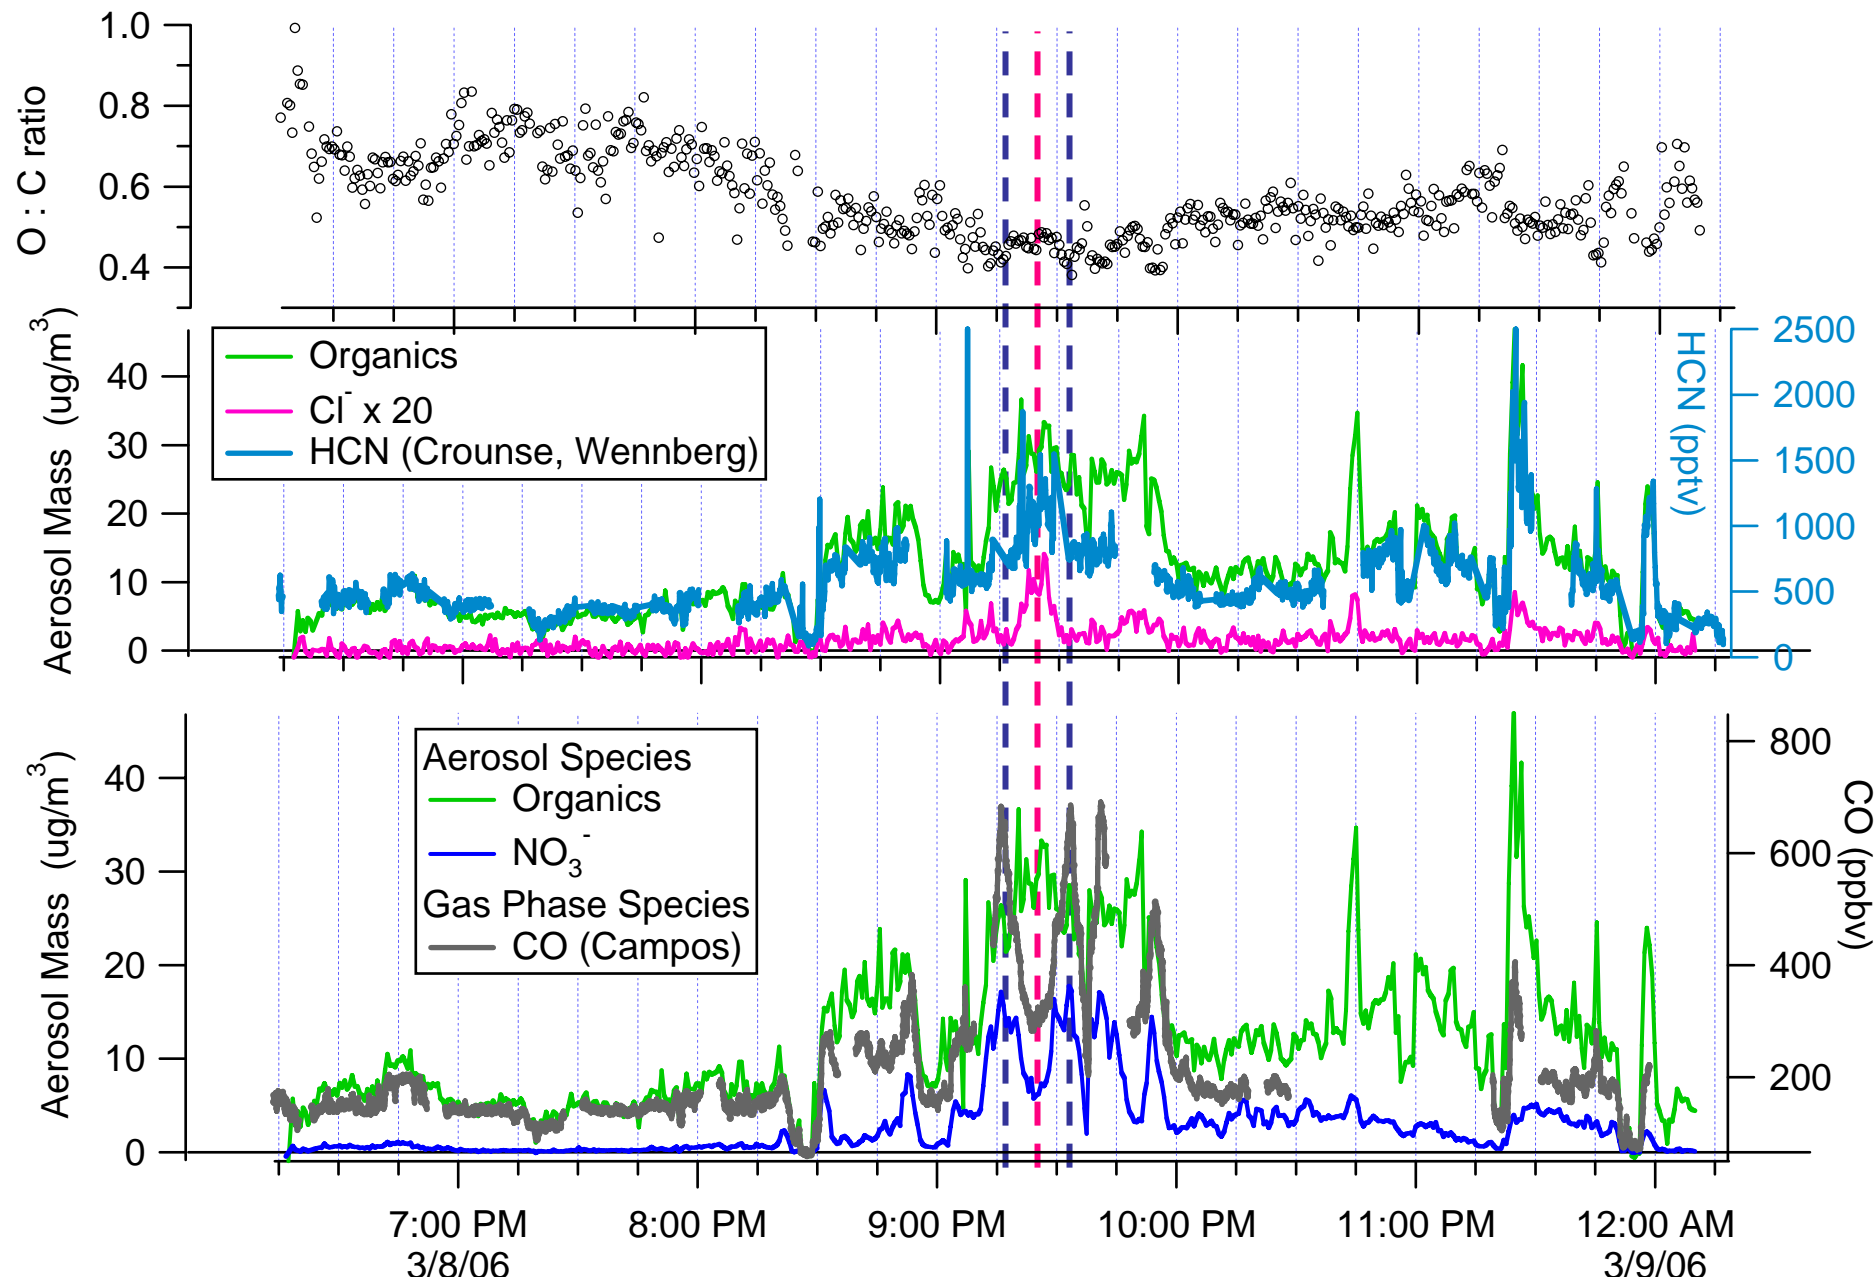 1.0
0.8
0.6
0.4
O : C ratio
Organics
Cl⁻ x 20
HCN (Crounse, Wennberg)
40
30
20
10
0
Aerosol Mass (ug/m³)
2500
2000
1500
1000
500
0
HCN (pptv)
Aerosol Species
Organics
NO₃⁻
Gas Phase Species
CO (Campos)
40
30
20
10
0
Aerosol Mass (ug/m³)
800
600
400
200
CO (ppbv)
7:00 PM 8:00 PM 9:00 PM 10:00 PM 11:00 PM 12:00 AM
3/8/06 3/9/06